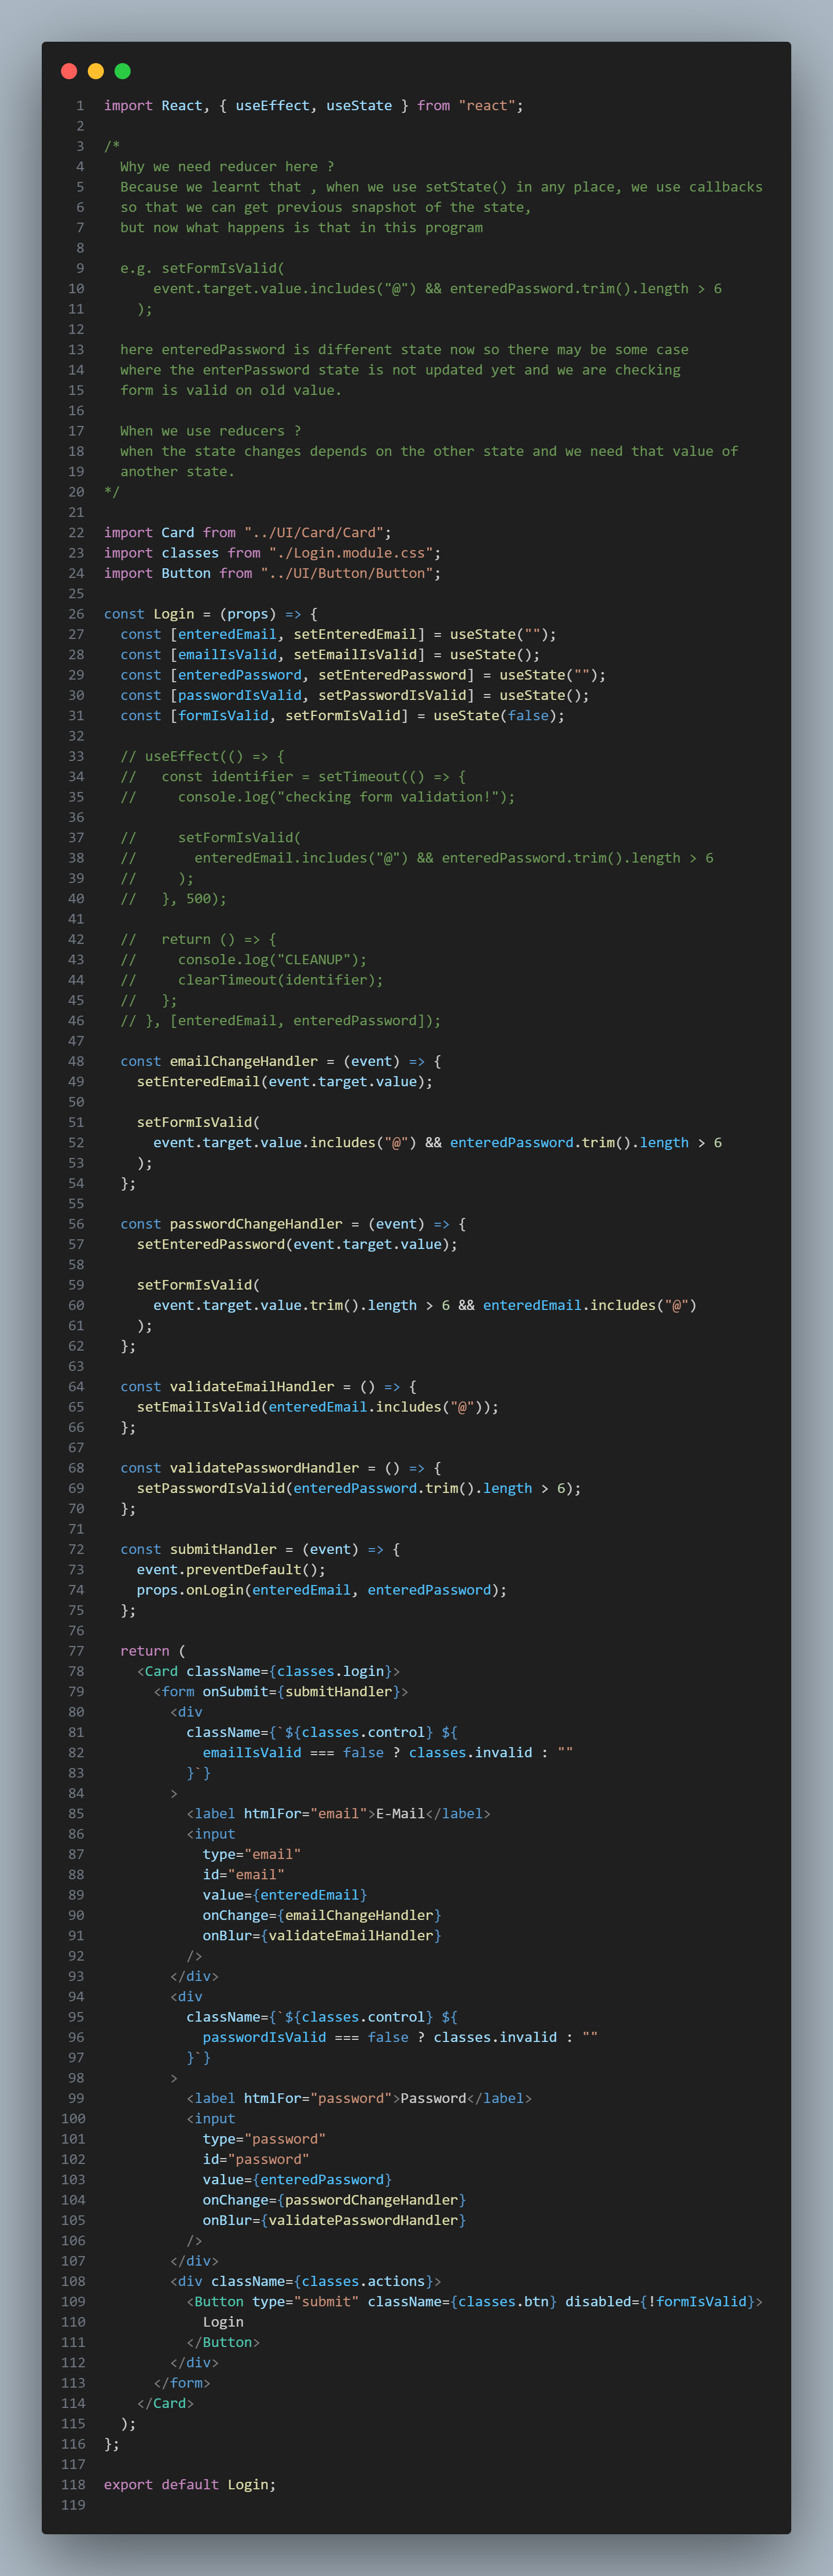 1 import React, { useEffect, useState } from "react";
2
3 /*
4   Why we need reducer here ?
5   Because we learnt that , when we use setState() in any place, we use callbacks
6   so that we can get previous snapshot of the state,
7   but now what happens is that in this program
8
9   e.g. setFormIsValid(
10       event.target.value.includes("@") && enteredPassword.trim().length > 6
11     );
12
13   here enteredPassword is different state now so there may be some case
14   where the enterPassword state is not updated yet and we are checking
15   form is valid on old value.
16
17   When we use reducers ?
18   when the state changes depends on the other state and we need that value of
19   another state.
20 */
21
22 import Card from "../UI/Card/Card";
23 import classes from "./Login.module.css";
24 import Button from "../UI/Button/Button";
25
26 const Login = (props) => {
27   const [enteredEmail, setEnteredEmail] = useState("");
28   const [emailIsValid, setEmailIsValid] = useState();
29   const [enteredPassword, setEnteredPassword] = useState("");
30   const [passwordIsValid, setPasswordIsValid] = useState();
31   const [formIsValid, setFormIsValid] = useState(false);
32
33   // useEffect(() => {
34   //   const identifier = setTimeout(() => {
35   //     console.log("checking form validation!");
36
37   //     setFormIsValid(
38   //       enteredEmail.includes("@") && enteredPassword.trim().length > 6
39   //     );
40   //   }, 500);
41
42   //   return () => {
43   //     console.log("CLEANUP");
44   //     clearTimeout(identifier);
45   //   };
46   // }, [enteredEmail, enteredPassword]);
47
48   const emailChangeHandler = (event) => {
49     setEnteredEmail(event.target.value);
50
51     setFormIsValid(
52       event.target.value.includes("@") && enteredPassword.trim().length > 6
53     );
54   };
55
56   const passwordChangeHandler = (event) => {
57     setEnteredPassword(event.target.value);
58
59     setFormIsValid(
60       event.target.value.trim().length > 6 && enteredEmail.includes("@")
61     );
62   };
63
64   const validateEmailHandler = () => {
65     setEmailIsValid(enteredEmail.includes("@"));
66   };
67
68   const validatePasswordHandler = () => {
69     setPasswordIsValid(enteredPassword.trim().length > 6);
70   };
71
72   const submitHandler = (event) => {
73     event.preventDefault();
74     props.onLogin(enteredEmail, enteredPassword);
75   };
76
77   return (
78     <Card className={classes.login}>
79       <form onSubmit={submitHandler}>
80         <div
81           className={`${classes.control} ${
82             emailIsValid === false ? classes.invalid : ""
83           }`}
84         >
85           <label htmlFor="email">E-Mail</label>
86           <input
87             type="email"
88             id="email"
89             value={enteredEmail}
90             onChange={emailChangeHandler}
91             onBlur={validateEmailHandler}
92           />
93         </div>
94         <div
95           className={`${classes.control} ${
96             passwordIsValid === false ? classes.invalid : ""
97           }`}
98         >
99           <label htmlFor="password">Password</label>
100           <input
101             type="password"
102             id="password"
103             value={enteredPassword}
104             onChange={passwordChangeHandler}
105             onBlur={validatePasswordHandler}
106           />
107         </div>
108         <div className={classes.actions}>
109           <Button type="submit" className={classes.btn} disabled={!formIsValid}>
110             Login
111           </Button>
112         </div>
113       </form>
114     </Card>
115   );
116 };
117
118 export default Login;
119